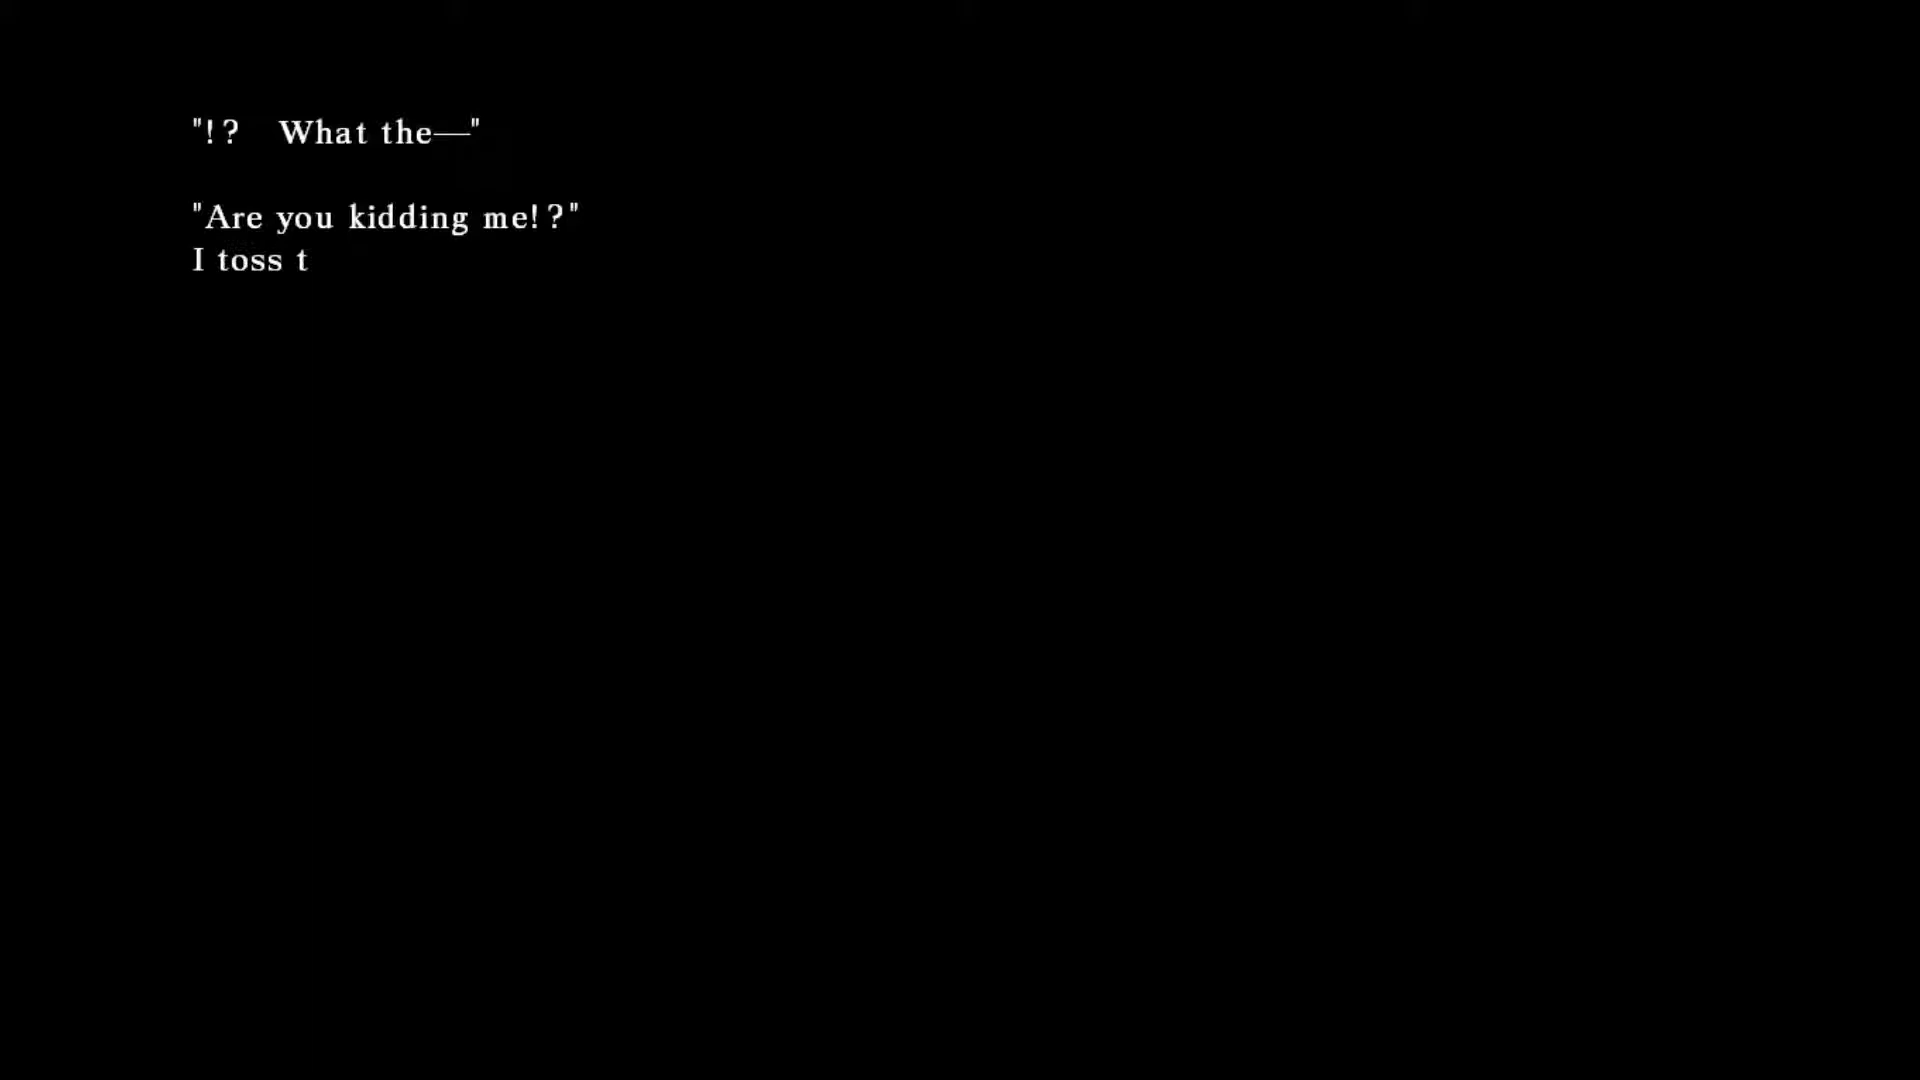 "!?　What the—"
"Are you kidding me!?"
I toss t